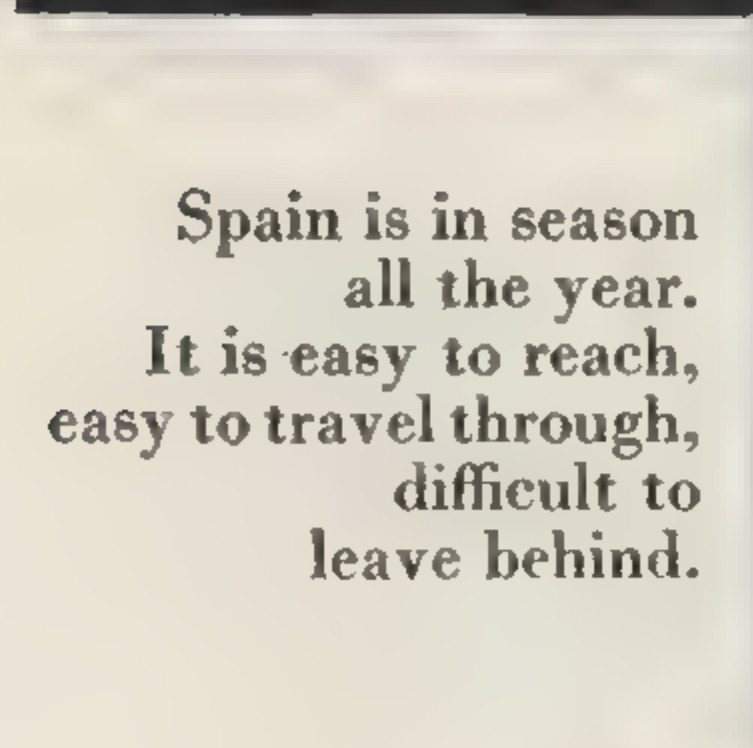 Spain is in season
all the year.
It is easy to reach,
easy to travel through,
difficult to
leave behind.